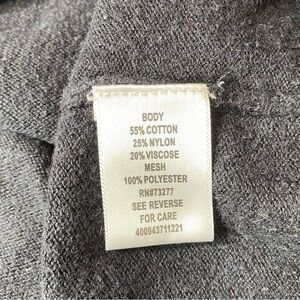 BODY
55% COTTON
25% NYLON
20% VISCOSE
MESH
100% POLYESTER
RN#73277
SEE REVERSE
FOR CARE
400943711221